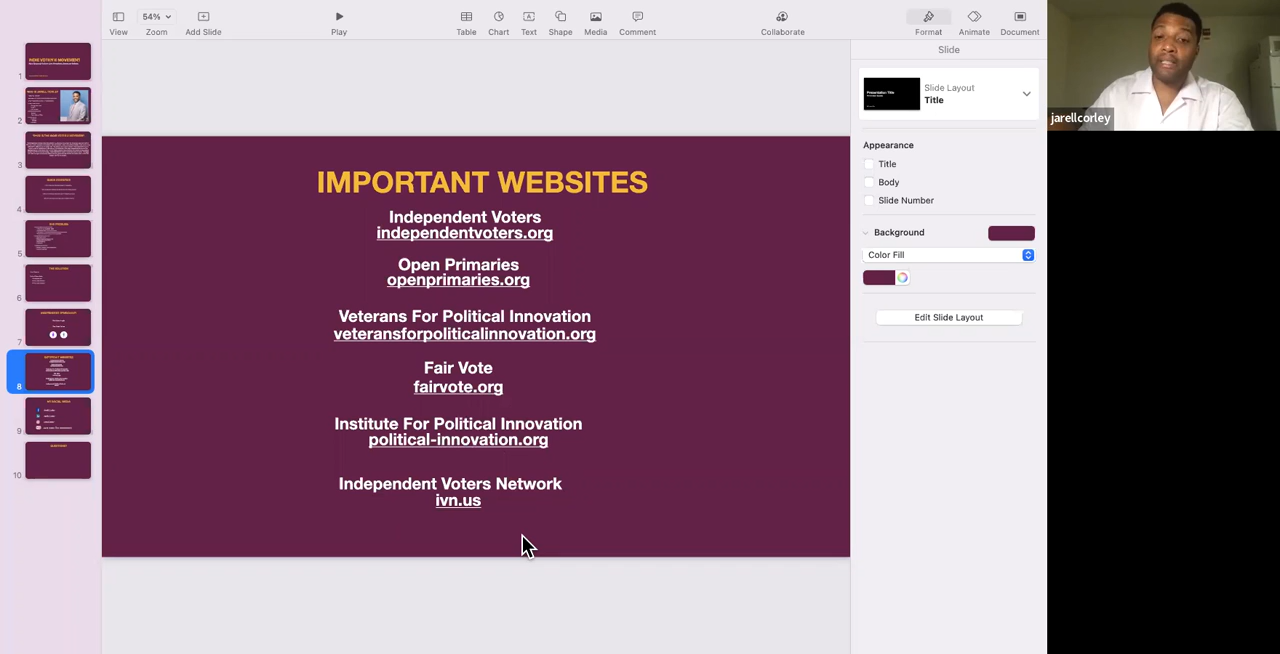 54%
View
Zoom
Add Slide
Play
Table
Chart
Text
Shape
Media
Comment
Collaborate
Format
Animate
Document
1
2
3
4
5
6
7
8
9
10
IMPORTANT WEBSITES
Independent Voters
independentvoters.org
Open Primaries
openprimaries.org
Veterans For Political Innovation
veteransforpoliticalinnovation.org
Fair Vote
fairvote.org
Institute For Political Innovation
political-innovation.org
Independent Voters Network
ivn.us
Slide
Slide Layout
Title
Appearance
Title
Body
Slide Number
Background
Color Fill
Edit Slide Layout
jarellcorley